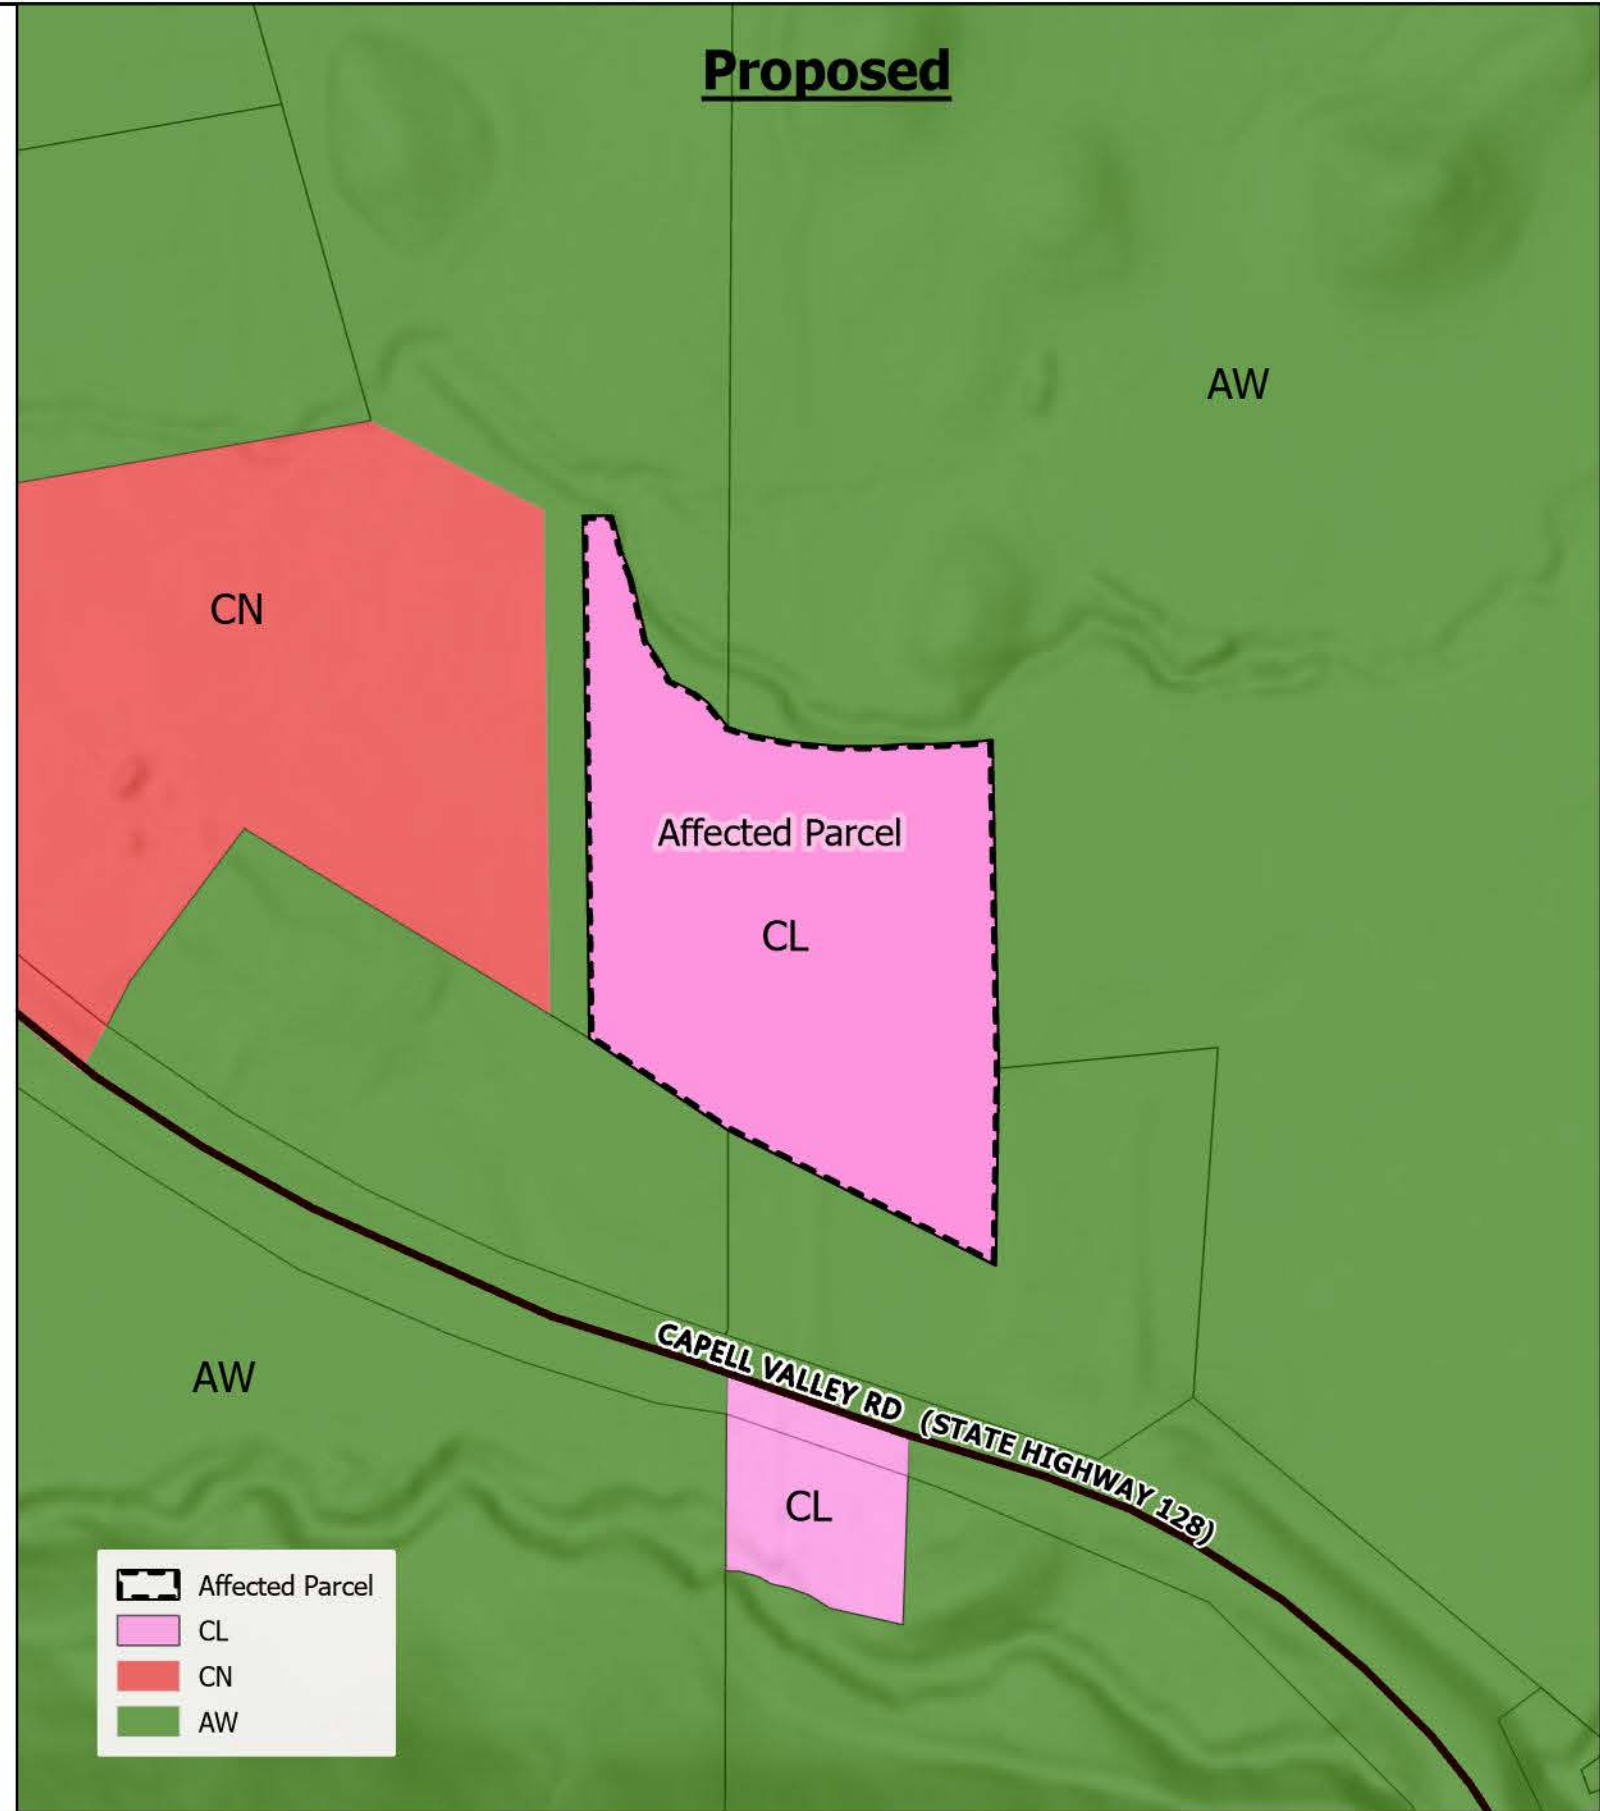 Proposed
AW
CN
Affected Parcel
CL
CAPELL VALLEY RD (STATE HIGHWAY 128)
AW
CL
Affected Parcel
CL
CN
AW